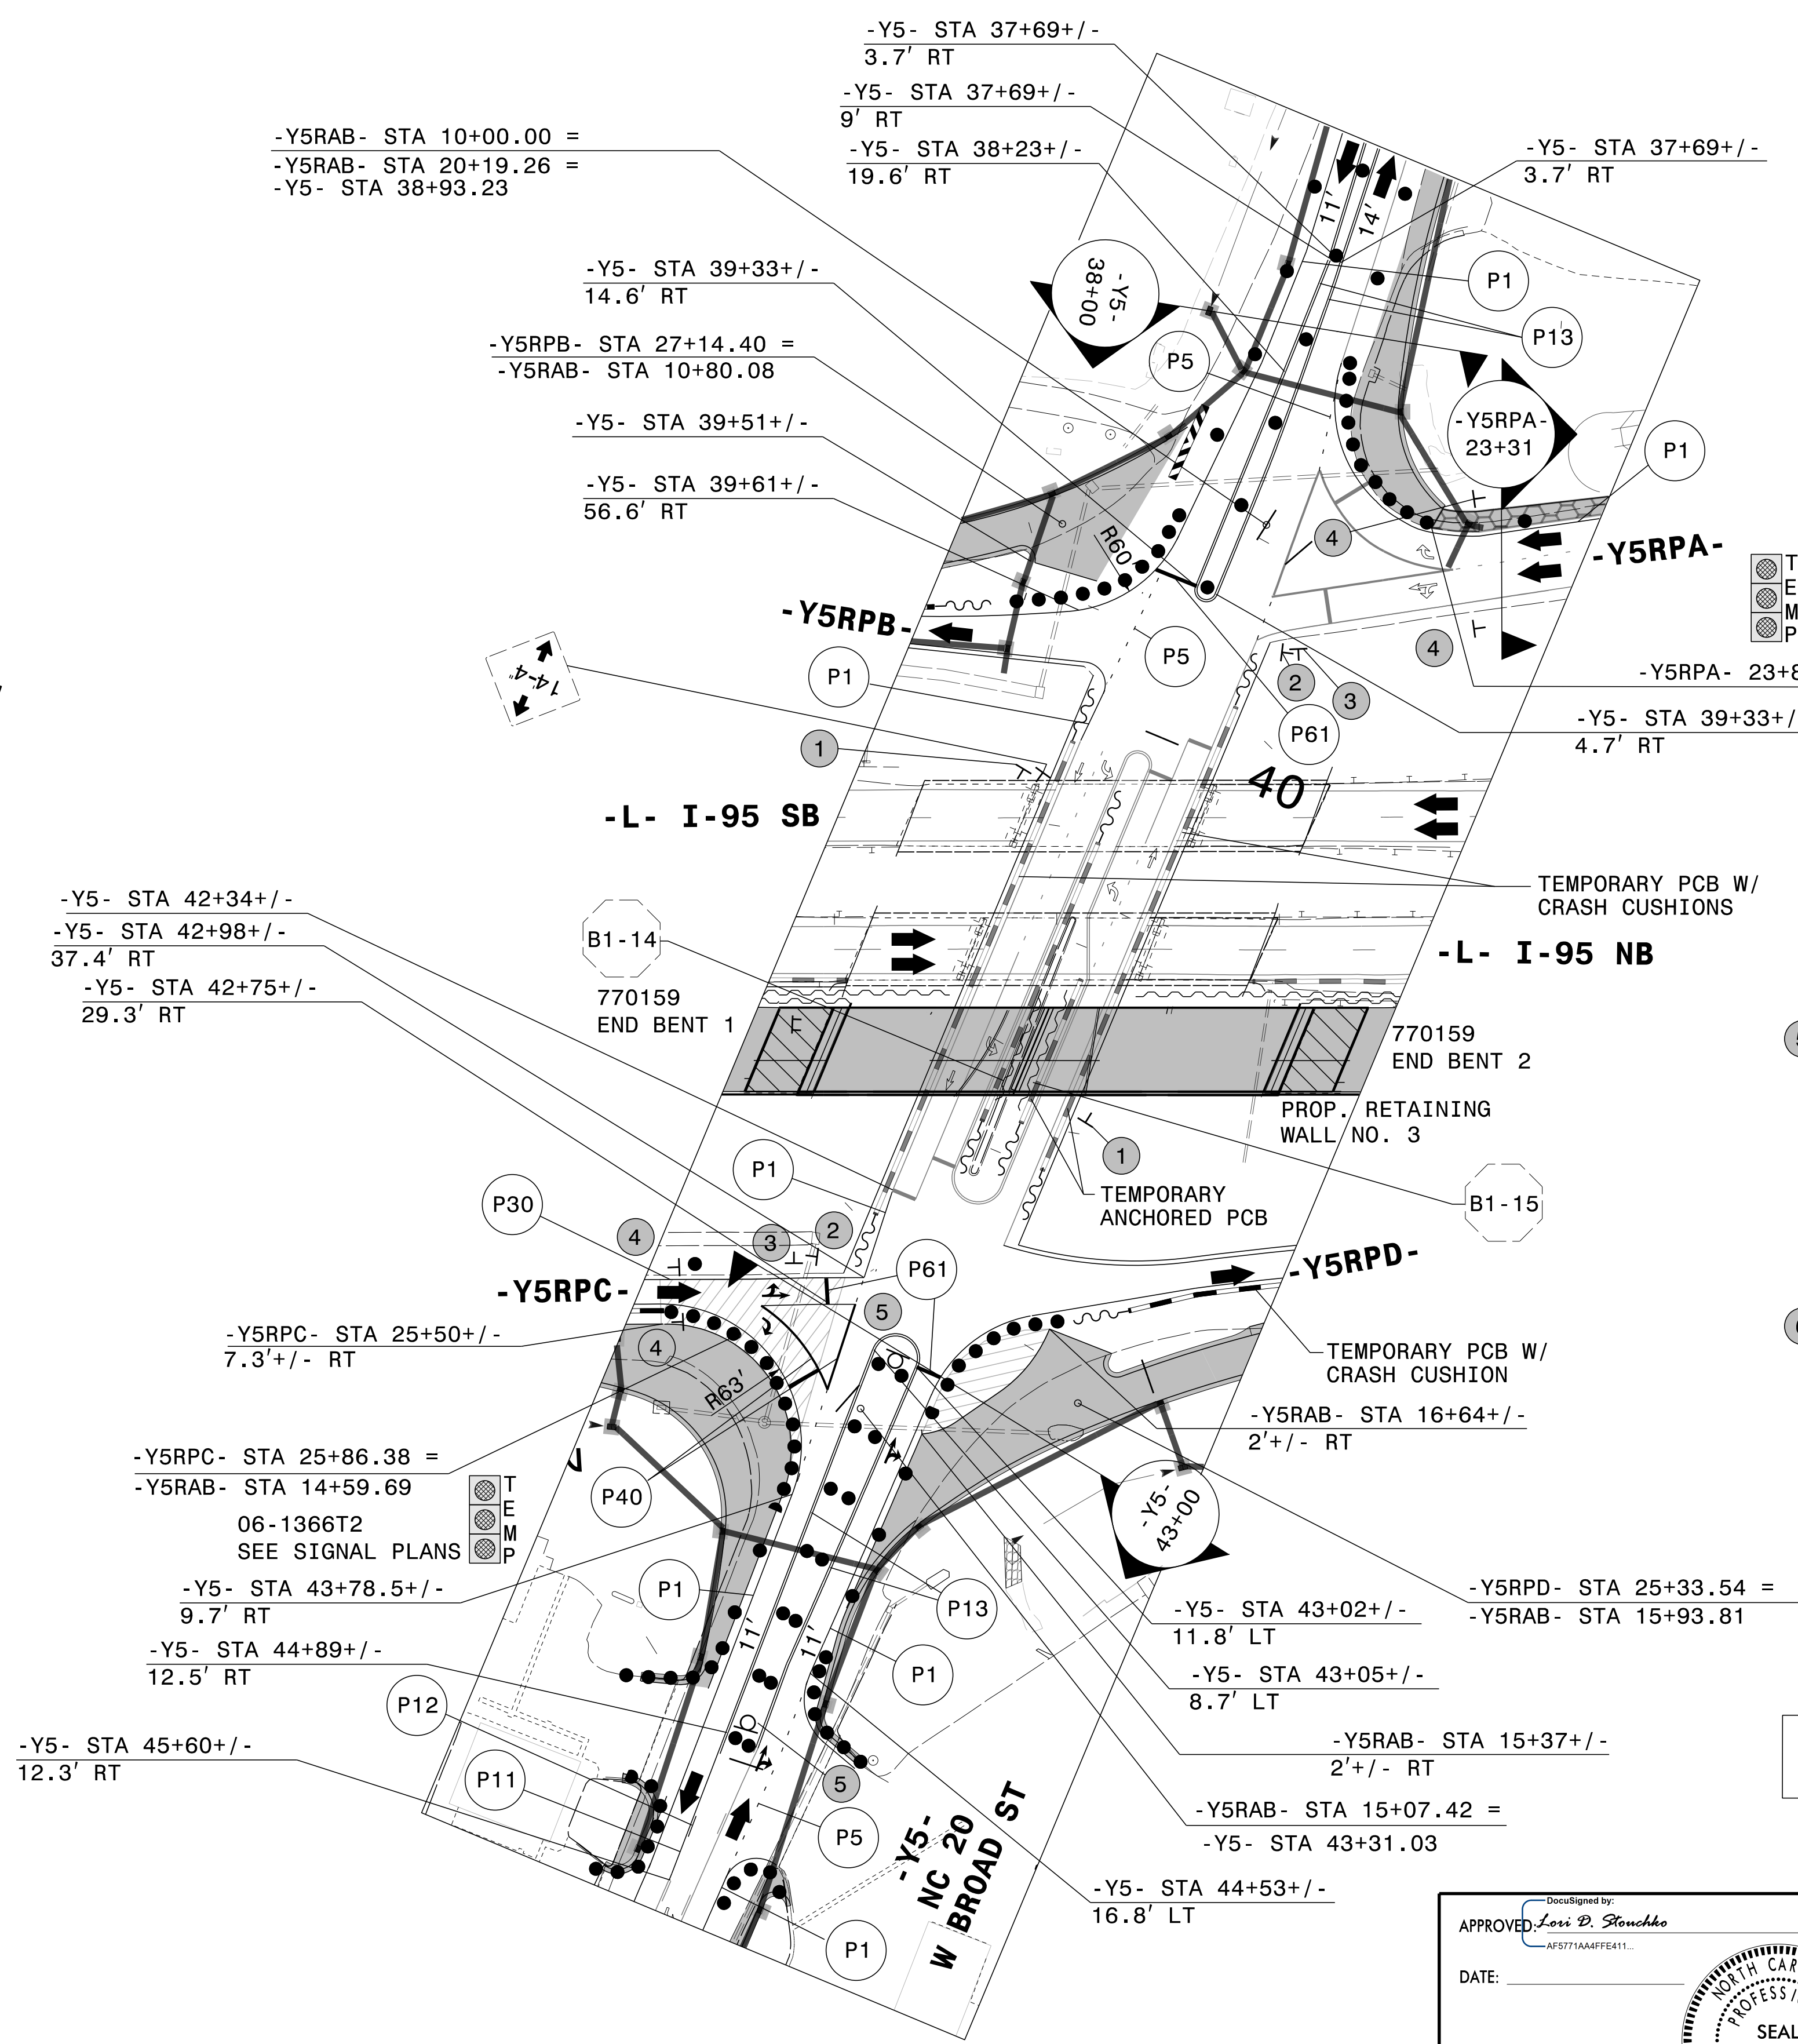 -Y5- STA 37+69+/-
3.7' RT
-Y5- STA 37+69+/-
9' RT
-Y5- STA 38+23+/-
19.6' RT
-Y5RAB- STA 10+00.00 =
-Y5RAB- STA 20+19.26 =
-Y5- STA 38+93.23
-Y5- STA 37+69+/-
3.7' RT
11'
14'
-Y5- STA 39+33+/-
14.6' RT
-Y5-
38+00
P1
P13
P5
-Y5RPB- STA 27+14.40 =
-Y5RAB- STA 10+80.08
-Y5RPA-
23+31
P1
-Y5- STA 39+51+/-
-Y5- STA 39+61+/-
56.6' RT
R60'
4
-Y5RPA-
T
E
M
P
-Y5RPB-
P5
4
P1
14'-4"
2
3
-Y5RPA- 23+8
-Y5- STA 39+33+/
4.7' RT
P61
1
40
-L- I-95 SB
TEMPORARY PCB W/
CRASH CUSHIONS
-Y5- STA 42+34+/-
-Y5- STA 42+98+/-
37.4' RT
-Y5- STA 42+75+/-
29.3' RT
B1-14
-L- I-95 NB
770159
END BENT 1
770159
END BENT 2
PROP. RETAINING
WALL NO. 3
1
P1
TEMPORARY
ANCHORED PCB
B1-15
P30
4
3
2
-Y5RPC-
P61
-Y5RPD-
5
-Y5RPC- STA 25+50+/-
7.3'+/- RT
4
TEMPORARY PCB W/
CRASH CUSHION
R63'
-Y5RAB- STA 16+64+/-
2'+/- RT
-Y5RPC- STA 25+86.38 =
-Y5RAB- STA 14+59.69
P40
-Y5-
43+00
06-1366T2
SEE SIGNAL PLANS
T
E
M
P
-Y5- STA 43+78.5+/-
9.7' RT
P1
P13
-Y5RPD- STA 25+33.54 =
-Y5RAB- STA 15+93.81
-Y5- STA 43+02+/-
11.8' LT
11'
11'
-Y5- STA 44+89+/-
12.5' RT
P1
-Y5- STA 43+05+/-
8.7' LT
P12
-Y5RAB- STA 15+37+/-
2'+/- RT
-Y5- STA 45+60+/-
12.3' RT
P11
5
-Y5RAB- STA 15+07.42 =
-Y5- STA 43+31.03
P5
-Y5-
NC 20
W BROAD ST
-Y5- STA 44+53+/-
16.8' LT
P1
DocuSigned by:
APPROVED: Lori D. Stouchko
AF5771AA4FFE411...
DATE:
NORTH CAR
PROFESS
SEAL